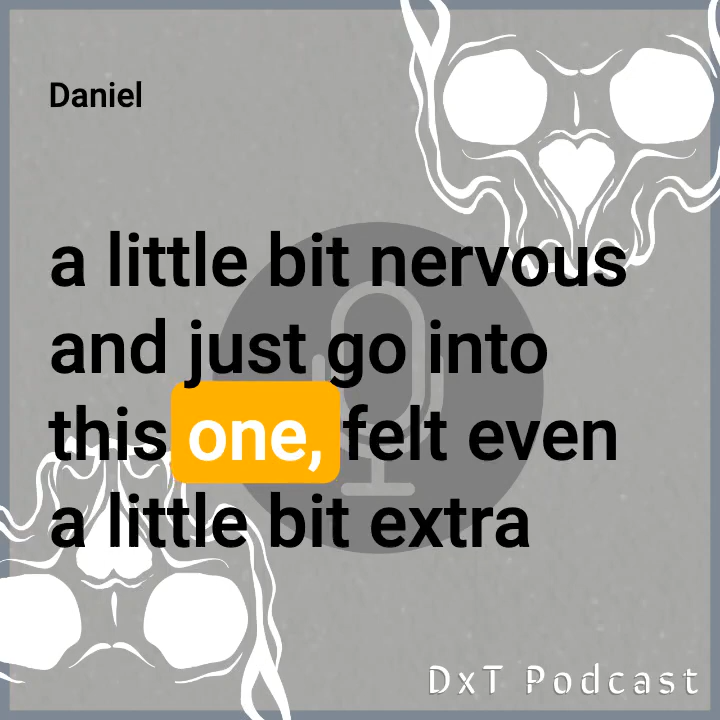 Daniel
a little bit nervous
and just go into
this one, felt even
a little bit extra
DxT Podcast